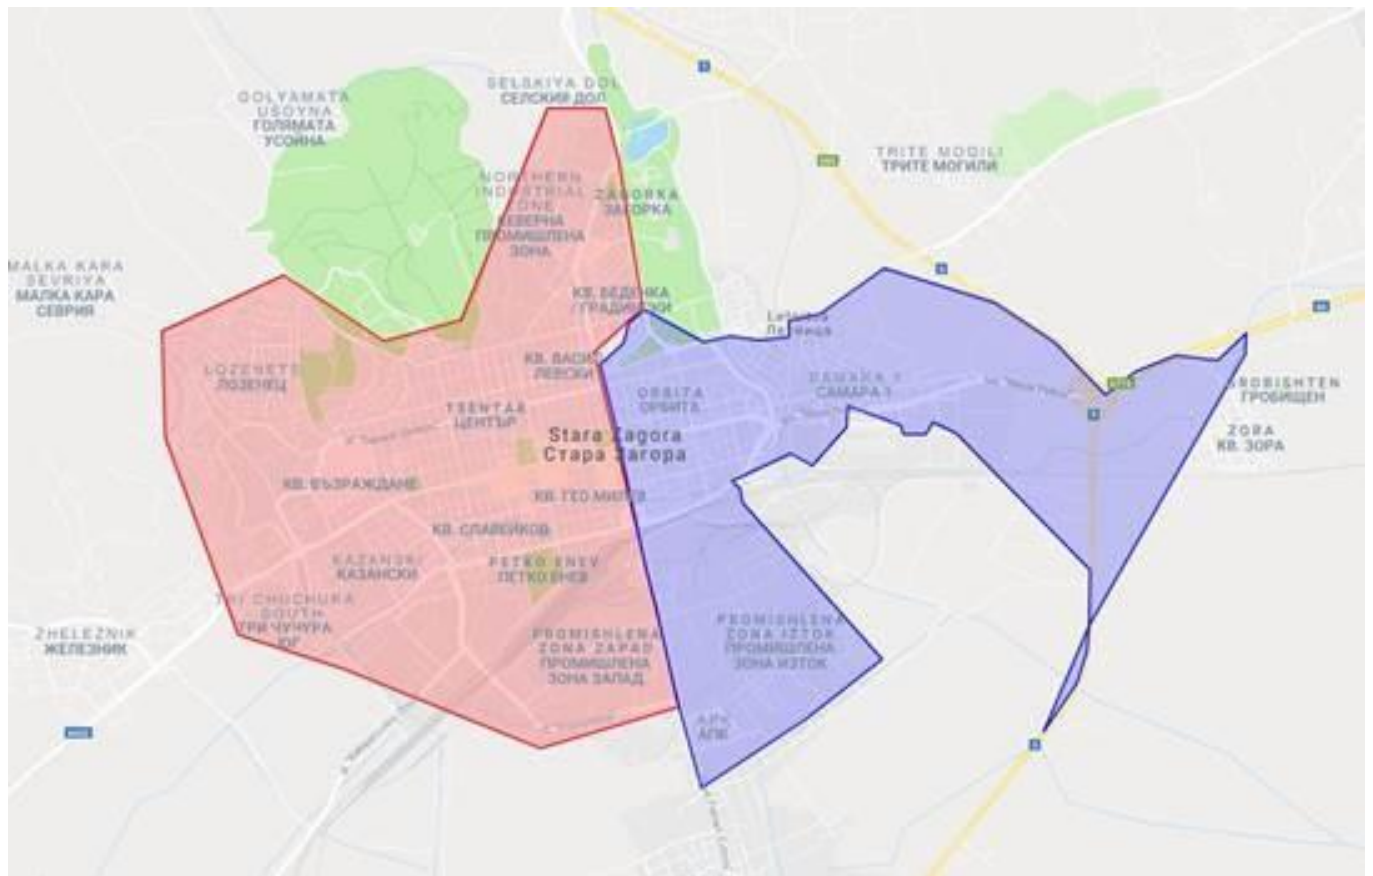 SELSKIYA DOL
СЕЛСКИЯ ДОЛ
GOLYAMATA
USOYNA
ГОЛЯМАТА
УСОЙНА
TRITE MOGILI
ТРИТЕ МОГИЛИ
NORTHERN
INDUSTRIAL
ZONE
СЕВЕРНА
ПРОМИШЛЕНА
ЗОНА
ZAGORKA
ЗАГОРКА
MALKA KARA
SEVRIYA
МАЛКА КАРА
СЕВРИЯ
КВ. БЕДЕЧКА
/ ГРАДИНСКИ
КВ. ВАСИЛ
ЛЕВСКИ
LOZENETS
ЛОЗЕНЕЦ
ORBITA
ОРБИТА
SAMARA 1
САМАРА 1
GROBISHTEN
ГРОБИЩЕН
TSENTAR
ЦЕНТЪР
Stara Zagora
Стара Загора
ZORA
КВ. ЗОРА
КВ. ВЪЗРАЖДАНЕ
КВ. ГЕО МИЛЕВ
КВ. СЛАВЕЙКОВ
KAZANSKI
КАЗАНСКИ
PETKO ENEV
ПЕТКО ЕНЕВ
TRI CHUCHURA
- SOUTH
ТРИ ЧУЧУРА
ЮГ
ZHELEZNIK
ЖЕЛЕЗНИК
PROMISHLENA
ZONA ZAPAD
ПРОМИШЛЕНА
ЗОНА ЗАПАД
PROMISHLENA
ZONA IZTOK
ПРОМИШЛЕНА
ЗОНА ИЗТОК
APK
АПК